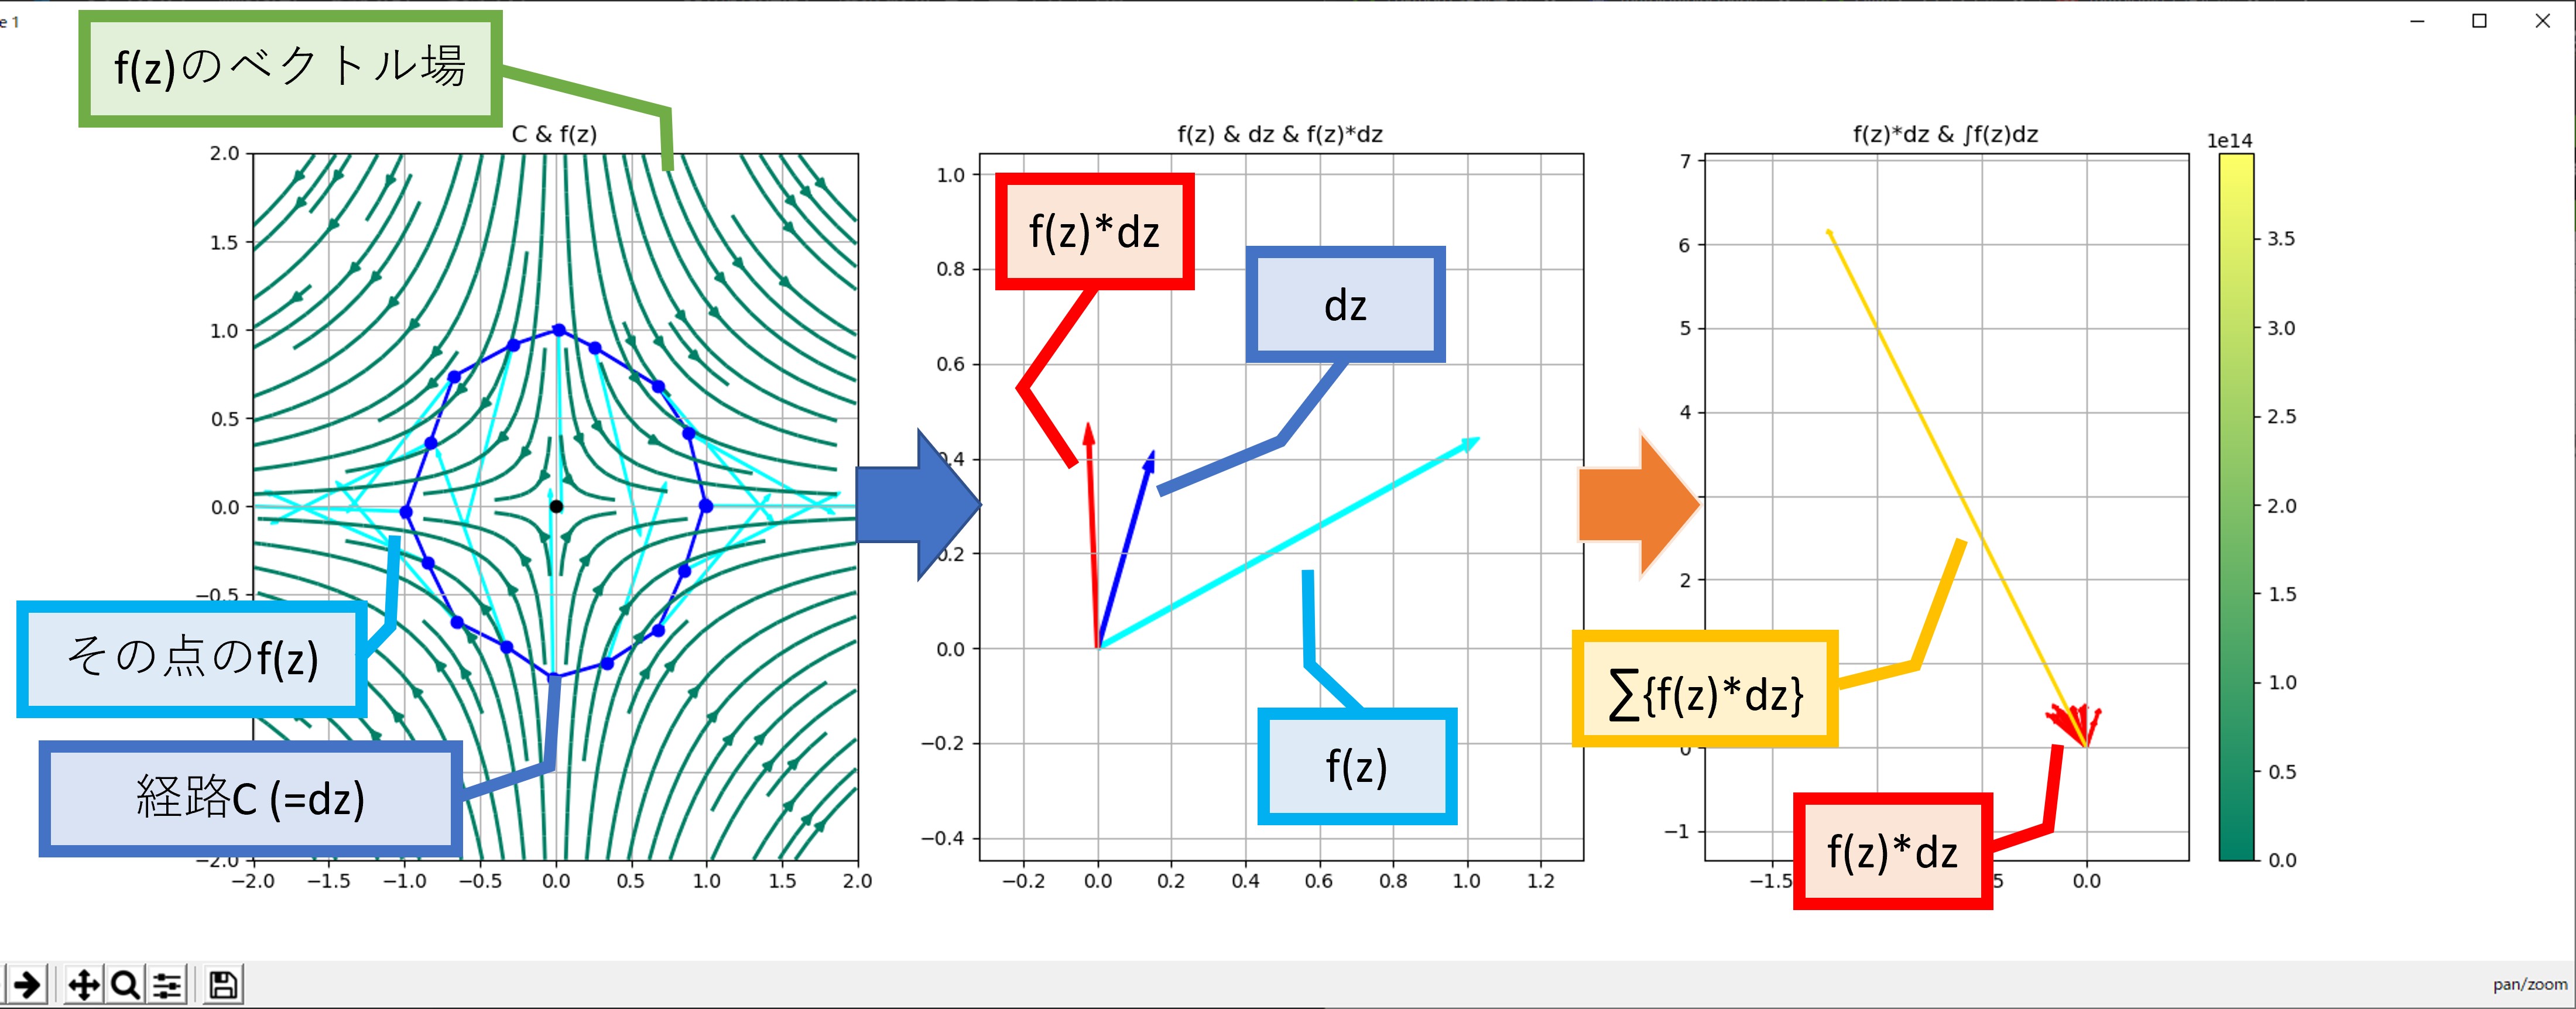 e 1
f(z)のベクトル場
C & f(z)
f(z) & dz & f(z)*dz
f(z)*dz & ∫f(z)dz
1e14
2.0
1.5
1.0
0.5
0.0
−0.5
−2.0
−2.0 −1.5 −1.0 −0.5 0.0 0.5 1.0 1.5 2.0
その点のf(z)
経路C (=dz)
1.0
0.8
0.6
0.2
0.0
−0.2
−0.4
−0.2 0.0 0.2 0.4 0.6 0.8 1.0 1.2
f(z)*dz
dz
f(z)
7
6
5
4
2
0
−1
−1.5 5 0.0
∑{f(z)*dz}
f(z)*dz
3.5
3.0
2.5
2.0
1.5
1.0
0.5
0.0
pan/zoom